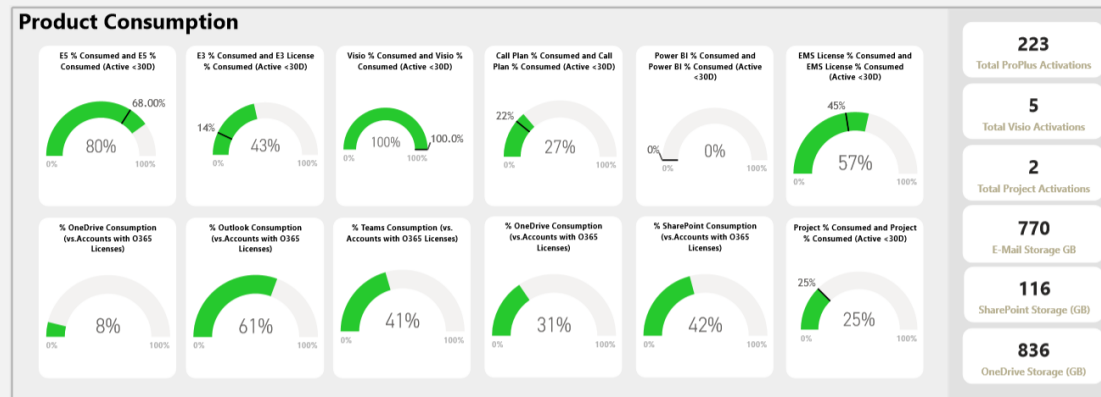 Product Consumption
E5 % Consumed and E5 %
Consumed (Active <30D)
68.00%
80%
0%
100%
E3 % Consumed and E3 License
% Consumed (Active <30D)
14%
43%
0%
100%
Visio % Consumed and Visio %
Consumed (Active <30D)
100%
100.0%
0%
100%
Call Plan % Consumed and Call
Plan % Consumed (Active <30D)
22%
27%
0%
100%
Power BI % Consumed and
Power BI % Consumed (Active
<30D)
0%
0%
0%
100%
EMS License % Consumed and
EMS License % Consumed
(Active <30D)
45%
57%
0%
100%
% OneDrive Consumption
(vs.Accounts with O365
Licenses)
8%
0%
100%
% Outlook Consumption
(vs.Accounts with O365
Licenses)
61%
0%
100%
% Teams Consumption (vs.
Accounts with O365 Licenses)
41%
0%
100%
% OneDrive Consumption
(vs.Accounts with O365
Licenses)
31%
0%
100%
% SharePoint Consumption
(vs.Accounts with O365
Licenses)
42%
0%
100%
Project % Consumed and Project
% Consumed (Active <30D)
25%
25%
0%
100%
223
Total ProPlus Activations
5
Total Visio Activations
2
Total Project Activations
770
E-Mail Storage GB
116
SharePoint Storage (GB)
836
OneDrive Storage (GB)